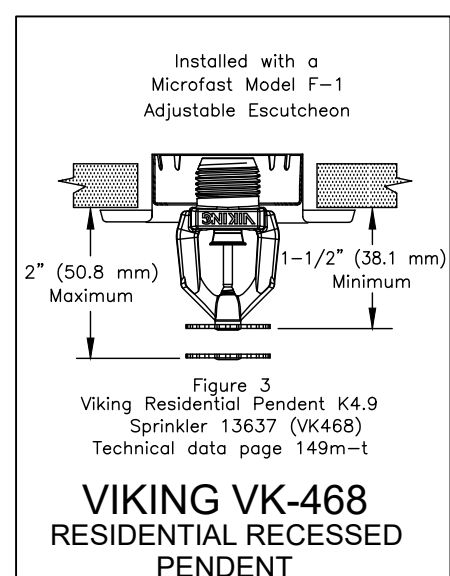 Installed with a
Microfast Model F-1
Adjustable Escutcheon
VIKING
2" (50.8 mm)
Maximum
1-1/2" (38.1 mm)
Minimum
Figure 3
Viking Residential Pendent K4.9
Sprinkler 13637 (VK468)
Technical data page 149m-t
VIKING VK-468
RESIDENTIAL RECESSED
PENDENT